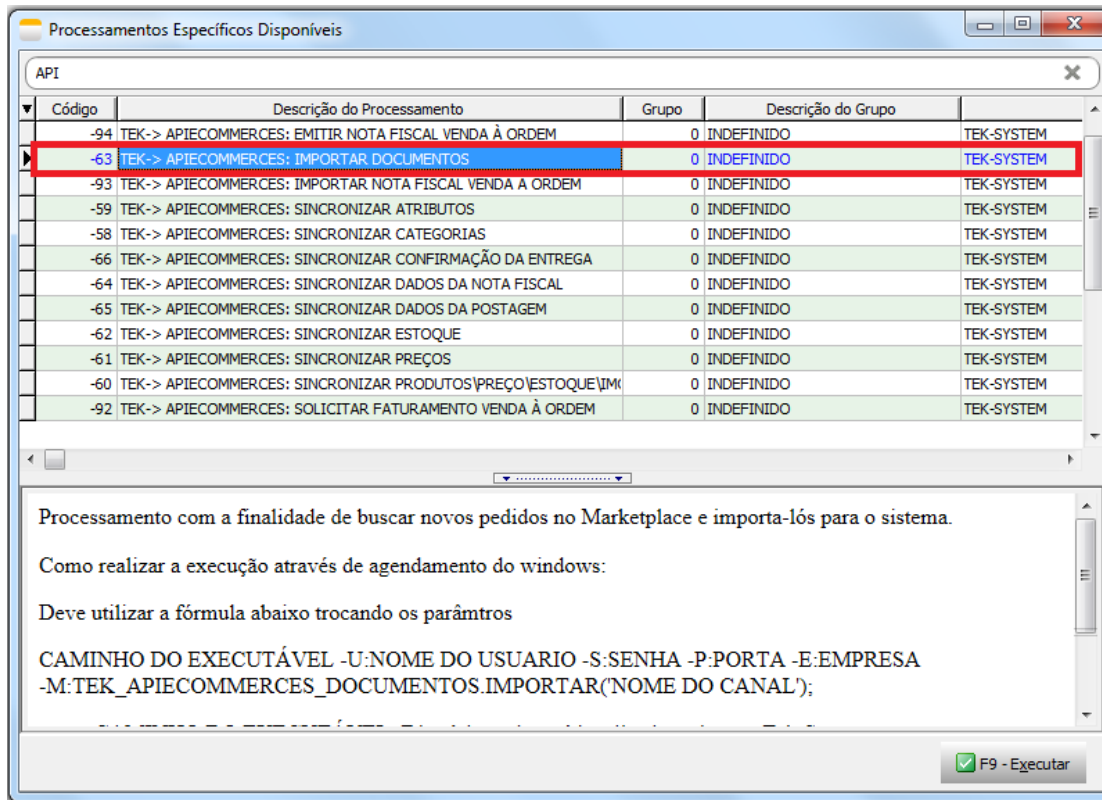 Processamentos Específicos Disponíveis
API
Código Descrição do Processamento Grupo Descrição do Grupo
-94 TEK-> APIECOMMERCES: EMITIR NOTA FISCAL VENDA À ORDEM 0 INDEFINIDO TEK-SYSTEM
-63 TEK-> APIECOMMERCES: IMPORTAR DOCUMENTOS 0 INDEFINIDO TEK-SYSTEM
-93 TEK-> APIECOMMERCES: IMPORTAR NOTA FISCAL VENDA A ORDEM 0 INDEFINIDO TEK-SYSTEM
-59 TEK-> APIECOMMERCES: SINCRONIZAR ATRIBUTOS 0 INDEFINIDO TEK-SYSTEM
-58 TEK-> APIECOMMERCES: SINCRONIZAR CATEGORIAS 0 INDEFINIDO TEK-SYSTEM
-66 TEK-> APIECOMMERCES: SINCRONIZAR CONFIRMAÇÃO DA ENTREGA 0 INDEFINIDO TEK-SYSTEM
-64 TEK-> APIECOMMERCES: SINCRONIZAR DADOS DA NOTA FISCAL 0 INDEFINIDO TEK-SYSTEM
-65 TEK-> APIECOMMERCES: SINCRONIZAR DADOS DA POSTAGEM 0 INDEFINIDO TEK-SYSTEM
-62 TEK-> APIECOMMERCES: SINCRONIZAR ESTOQUE 0 INDEFINIDO TEK-SYSTEM
-61 TEK-> APIECOMMERCES: SINCRONIZAR PREÇOS 0 INDEFINIDO TEK-SYSTEM
-60 TEK-> APIECOMMERCES: SINCRONIZAR PRODUTOS\PREÇO\ESTOQUE\ 0 INDEFINIDO TEK-SYSTEM
-92 TEK-> APIECOMMERCES: SOLICITAR FATURAMENTO VENDA À ORDEM 0 INDEFINIDO TEK-SYSTEM
Processamento com a finalidade de buscar novos pedidos no Marketplace e importa-lós para o sistema.
Como realizar a execução através de agendamento do windows:
Deve utilizar a fórmula abaixo trocando os parâmtros
CAMINHO DO EXECUTÁVEL -U:NOME DO USUARIO -S:SENHA -P:PORTA -E:EMPRESA
-M:TEK_APIECOMMERCES_DOCUMENTOS.IMPORTAR('NOME DO CANAL');
F9 - Executar